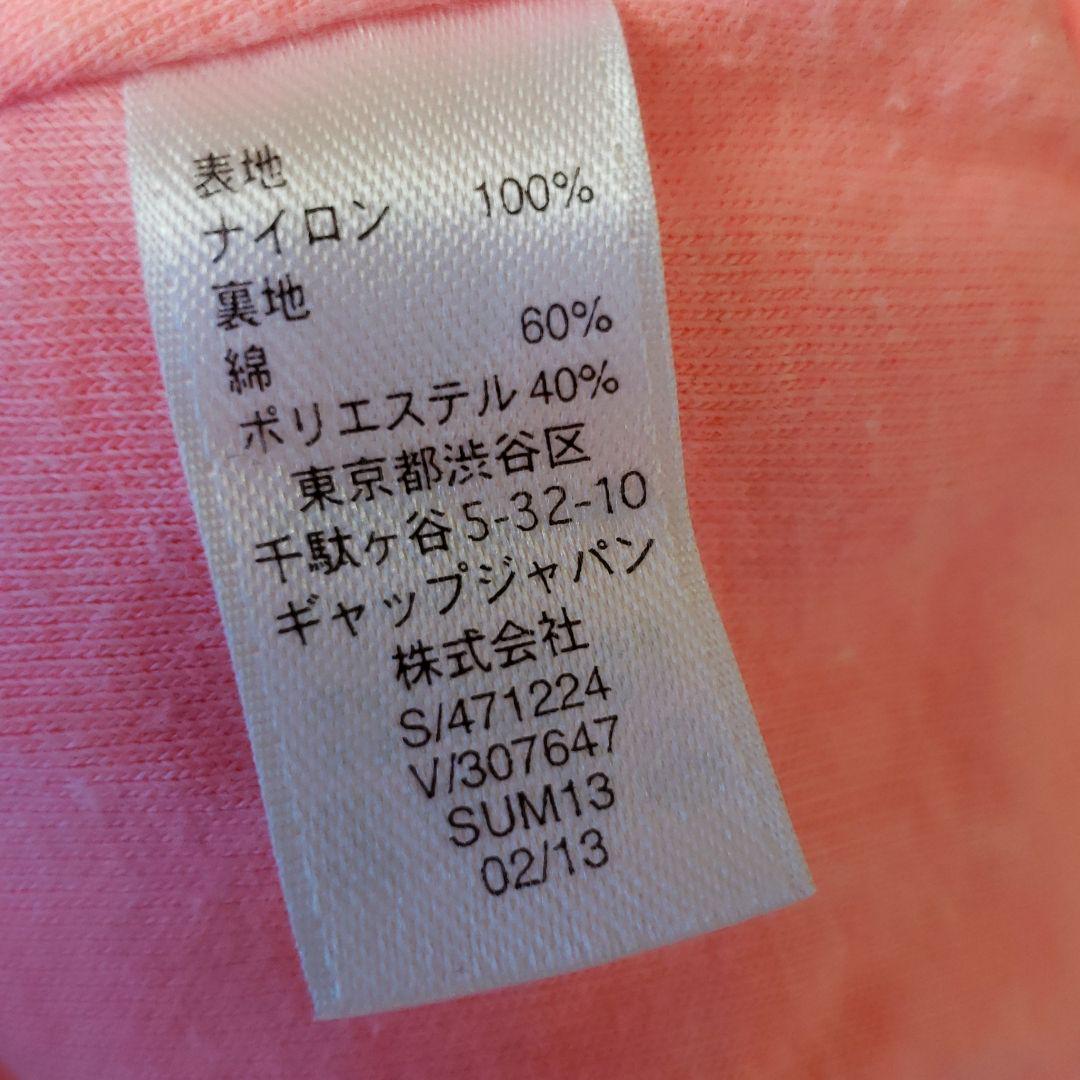 表地
ナイロン 100%
裏地
綿 60%
ポリエステル 40%
東京都渋谷区
千駄ヶ谷 5-32-10
ギャップジャパン
株式会社
S/471224
V/307647
SUM13
02/13